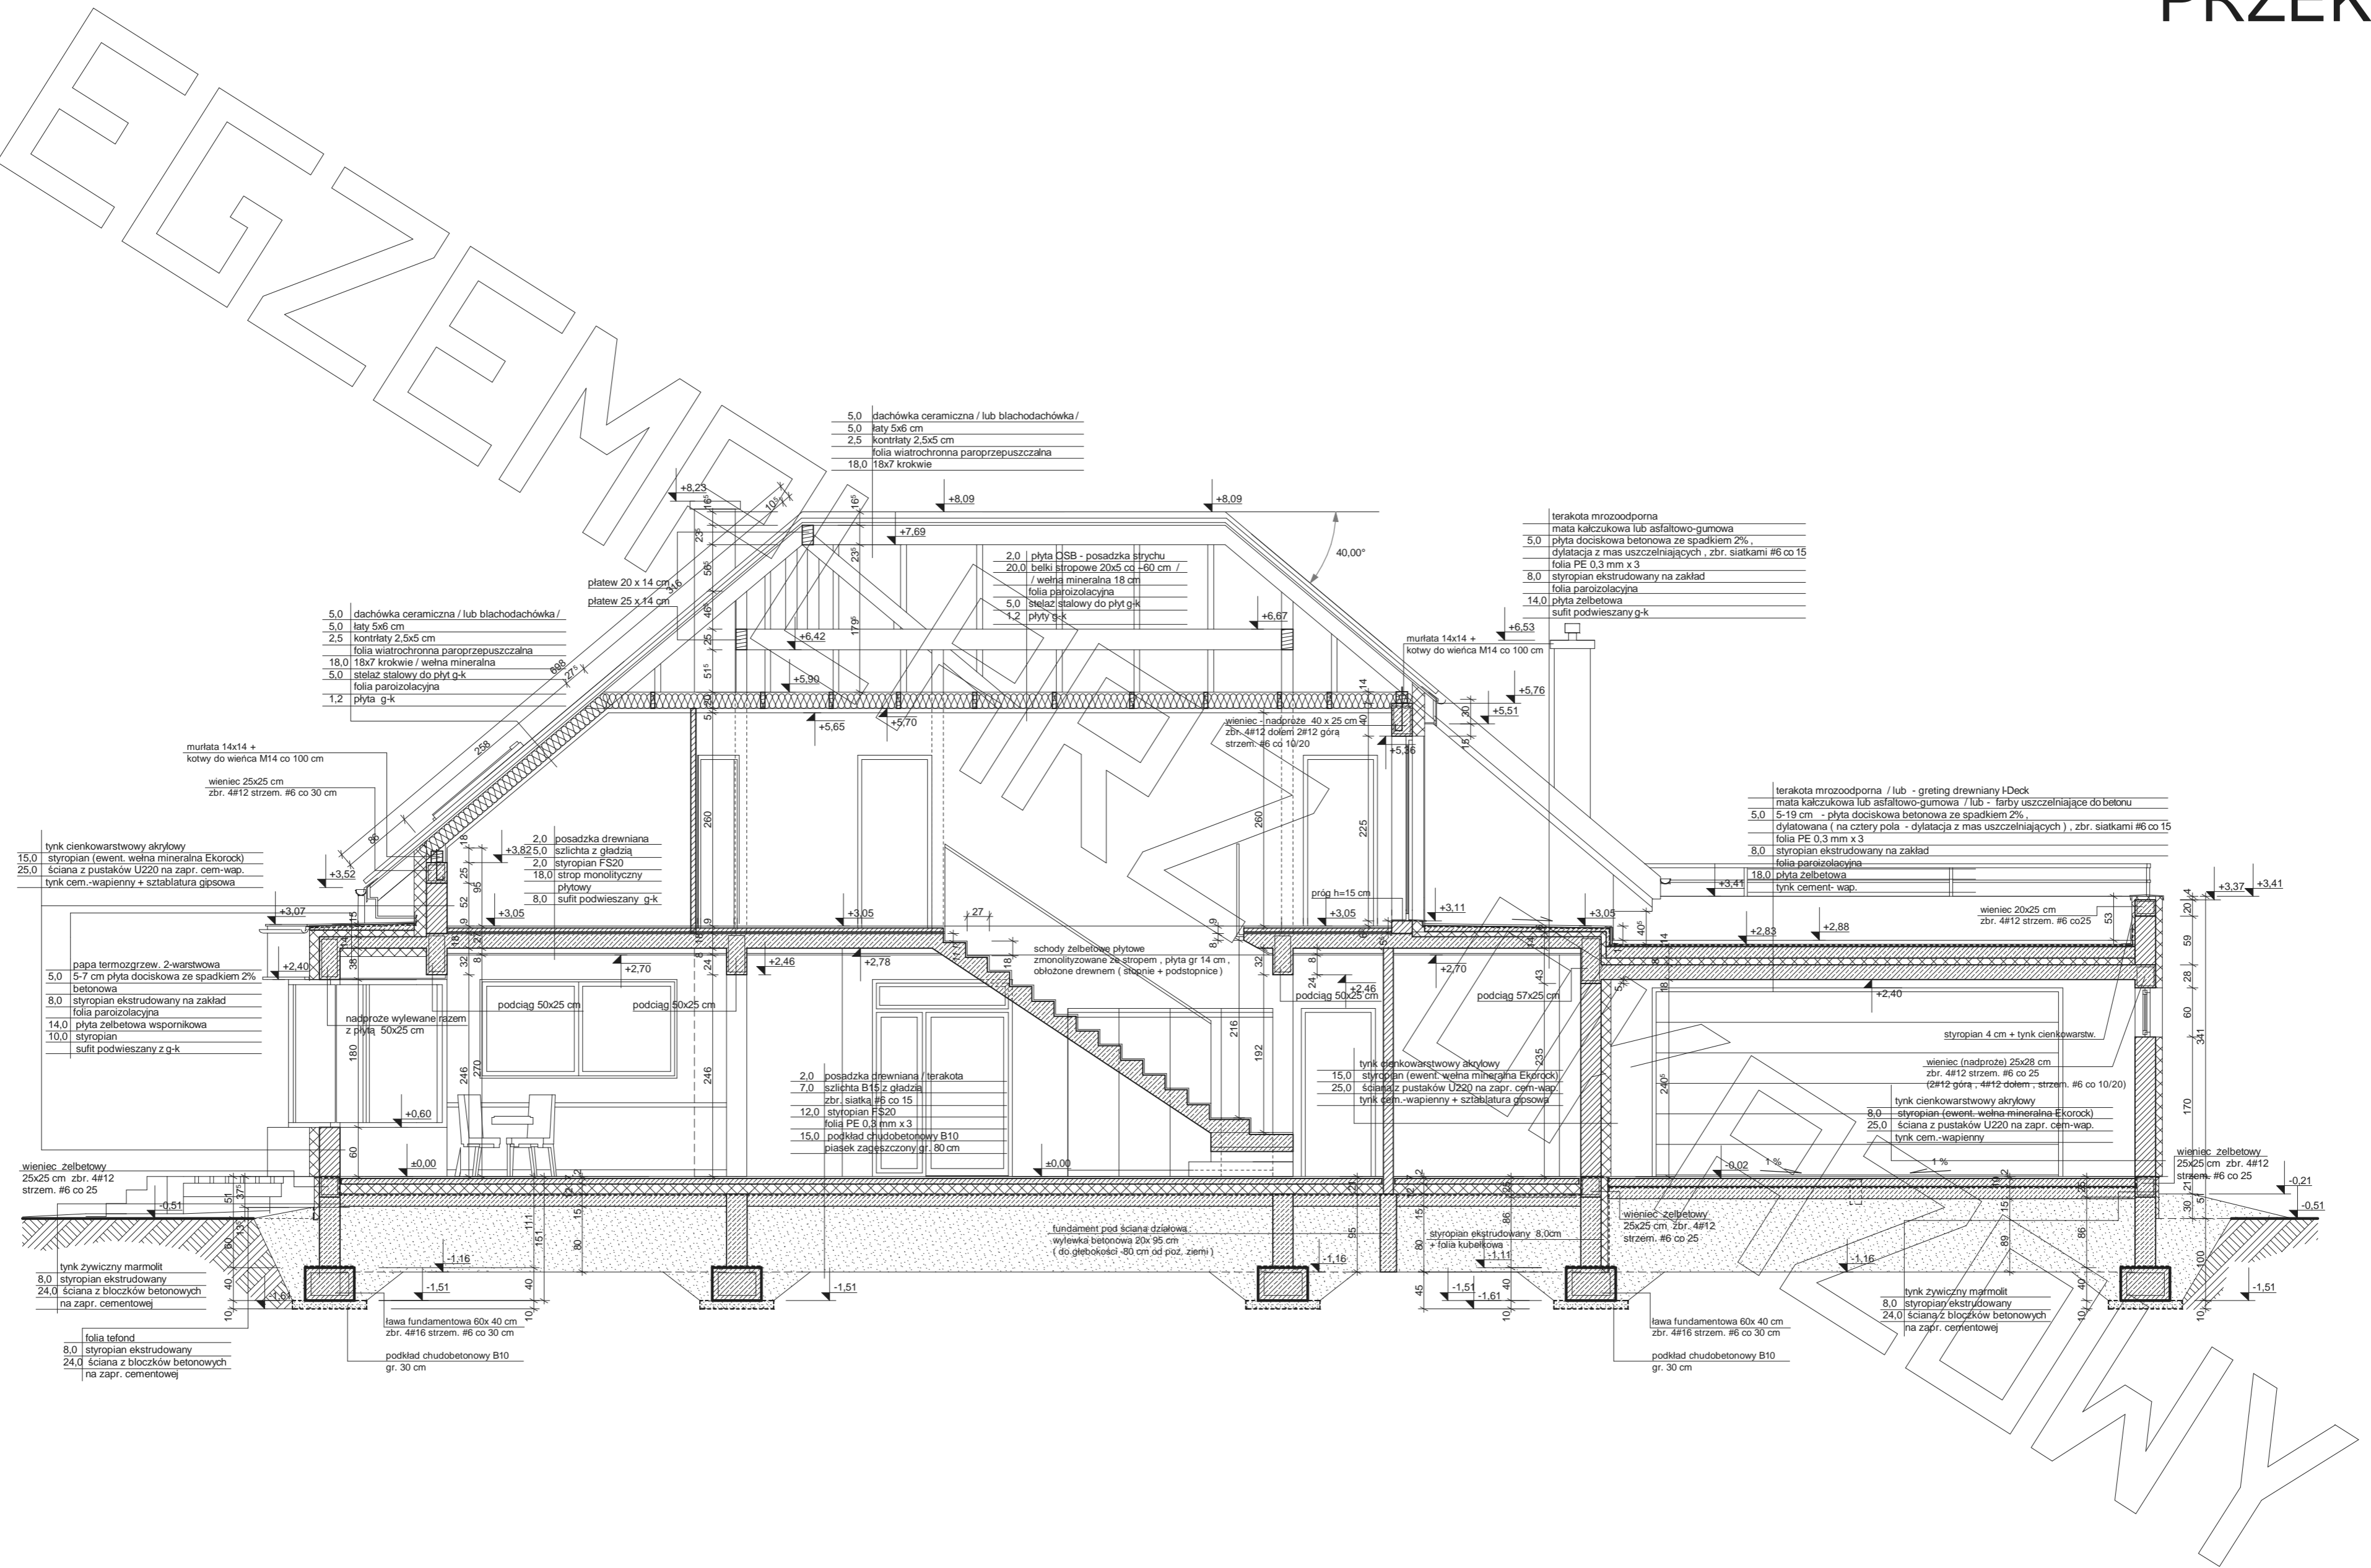 PRZEK
EGZEMPLARZ POKAZOWY
5,0 dachówka ceramiczna / lub blachodachówka /
5,0 łaty 5x6 cm
2,5 kontrłaty 2,5x5 cm
folia wiatrochronna paroprzepuszczalna
18,0 18x7 krokwie
+8,23
+8,09
+8,09
+7,69
40,00°
terakota mrozoodporna
mata kałczukowa lub asfaltowo-gumowa
5,0 płyta dociskowa betonowa ze spadkiem 2% ,
dylatacja z mas uszczelniających , zbr. siatkami #6 co 15
folia PE 0,3 mm x 3
8,0 styropian ekstrudowany na zakład
folia paroizolacyjna
14,0 płyta żelbetowa
sufit podwieszany g-k
2,0 płyta OSB - posadzka strychu
20,0 belki stropowe 20x5 co ~60 cm /
/ wełna mineralna 18 cm
folia paroizolacyjna
5,0 stelaż stalowy do płyt g-k
1,2 płyty g-k
płatew 20 x 14 cm
płatew 25 x 14 cm
316
5,0 dachówka ceramiczna / lub blachodachówka /
5,0 łaty 5x6 cm
2,5 kontrłaty 2,5x5 cm
folia wiatrochronna paroprzepuszczalna
18,0 18x7 krokwie / wełna mineralna
5,0 stelaż stalowy do płyt g-k
folia paroizolacyjna
1,2 płyta g-k
+6,67
+6,53
+6,42
murłata 14x14 +
kotwy do wieńca M14 co 100 cm
698
+5,90
+5,76
+5,70
+5,65
+5,51
+5,36
wieniec - nadproże 40 x 25 cm
zbr. 4#12 dołem 2#12 górą
strzem. #6 co 10/20
258
murłata 14x14 +
kotwy do wieńca M14 co 100 cm
wieniec 25x25 cm
zbr. 4#12 strzem. #6 co 30 cm
86
260
260
225
terakota mrozoodporna / lub - greting drewniany I-Deck
mata kałczukowa lub asfaltowo-gumowa / lub - farby uszczelniające do betonu
5,0 5-19 cm - płyta dociskowa betonowa ze spadkiem 2% ,
dylatowana ( na cztery pola - dylatacja z mas uszczelniających ) , zbr. siatkami #6 co 15
folia PE 0,3 mm x 3
8,0 styropian ekstrudowany na zakład
folia paroizolacyjna
18,0 płyta żelbetowa
tynk cement- wap.
tynk cienkowarstwowy akrylowy
15,0 styropian (ewent. wełna mineralna Ekorock)
25,0 ściana z pustaków U220 na zapr. cem-wap.
tynk cem.-wapienny + sztablatura gipsowa
2,0 posadzka drewniana
5,0 szlichta z gładzią
2,0 styropian FS20
18,0 strop monolityczny
płytowy
8,0 sufit podwieszany g-k
+3,82
+3,52
+3,07
+3,05
+3,05
+3,05
+3,11
+3,05
próg h=15 cm
+3,41
+3,37
+3,41
wieniec 20x25 cm
zbr. 4#12 strzem. #6 co25
+2,83
+2,88
27
schody żelbetowe płytowe
zmonolityzowane ze stropem , płyta gr 14 cm ,
obłożone drewnem ( stopnie + podstopnice )
papa termozgrzew. 2-warstwowa
5,0 5-7 cm płyta dociskowa ze spadkiem 2%
betonowa
8,0 styropian ekstrudowany na zakład
folia paroizolacyjna
14,0 płyta żelbetowa wspornikowa
10,0 styropian
sufit podwieszany z g-k
+2,40
+2,70
+2,46
+2,78
+2,46
+2,70
+2,40
nadproże wylewane razem
z płytą 50x25 cm
podciąg 50x25 cm
podciąg 50x25 cm
podciąg 50x25 cm
podciąg 57x25 cm
180
246
270
246
216
192
235
240⁵
341
170
styropian 4 cm + tynk cienkowarstw.
wieniec (nadproże) 25x28 cm
zbr. 4#12 strzem. #6 co 25
(2#12 górą , 4#12 dołem , strzem. #6 co 10/20)
2,0 posadzka drewniana / terakota
7,0 szlichta B15 z gładzią
zbr. siatką #6 co 15
12,0 styropian FS20
folia PE 0,3 mm x 3
15,0 podkład chudobetonowy B10
piasek zagęszczony gr. 80 cm
tynk cienkowarstwowy akrylowy
15,0 styropian (ewent. wełna mineralna Ekorock)
25,0 ściana z pustaków U220 na zapr. cem-wap.
tynk cem.-wapienny + sztablatura gipsowa
tynk cienkowarstwowy akrylowy
8,0 styropian (ewent. wełna mineralna Ekorock)
25,0 ściana z pustaków U220 na zapr. cem-wap.
tynk cem.-wapienny
+0,60
±0,00
±0,00
-0,02
1 %
1 %
wieniec żelbetowy
25x25 cm zbr. 4#12
strzem. #6 co 25
wieniec żelbetowy
25x25 cm zbr. 4#12
strzem. #6 co 25
-0,21
-0,51
-0,51
wieniec żelbetowy
25x25 cm zbr. 4#12
strzem. #6 co 25
fundament pod ścianą działową :
wylewka betonowa 20x 95 cm
( do głębokości -80 cm od poz. ziemi )
styropian ekstrudowany 8,0cm
+ folia kubełkowa
111
151
-1,16
-1,16
-1,11
-1,16
-1,51
-1,51
-1,51
-1,51
-1,61
-1,61
tynk żywiczny marmolit
8,0 styropian ekstrudowany
24,0 ściana z bloczków betonowych
na zapr. cementowej
tynk żywiczny marmolit
8,0 styropian ekstrudowany
24,0 ściana z bloczków betonowych
na zapr. cementowej
folia tefond
8,0 styropian ekstrudowany
24,0 ściana z bloczków betonowych
na zapr. cementowej
ława fundamentowa 60x 40 cm
zbr. 4#16 strzem. #6 co 30 cm
podkład chudobetonowy B10
gr. 30 cm
ława fundamentowa 60x 40 cm
zbr. 4#16 strzem. #6 co 30 cm
podkład chudobetonowy B10
gr. 30 cm